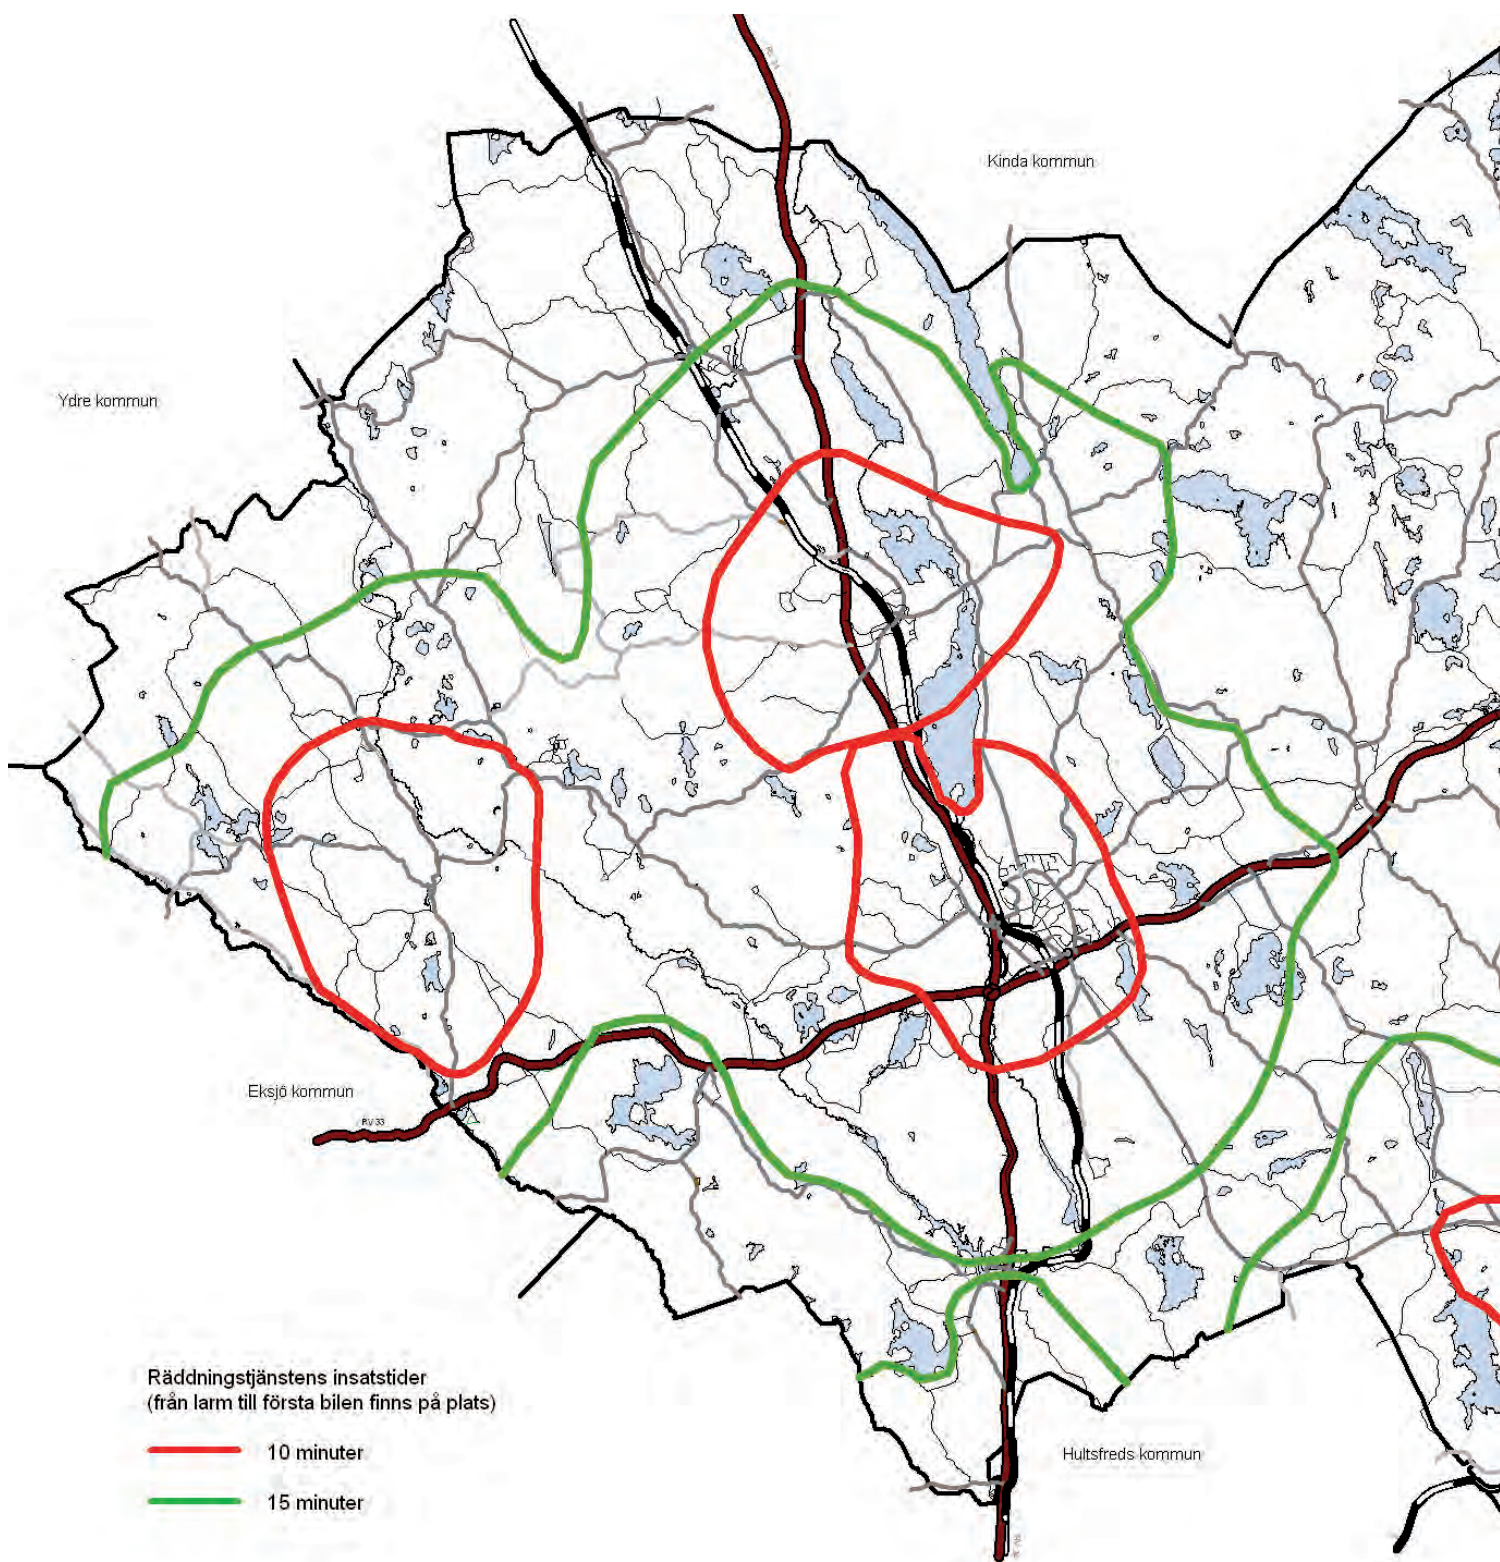 Kinda kommun
Ydre kommun
Eksjö kommun
RV 33
Räddningstjänstens insatstider
(från larm till första bilen finns på plats)
10 minuter
15 minuter
Hultsfreds kommun